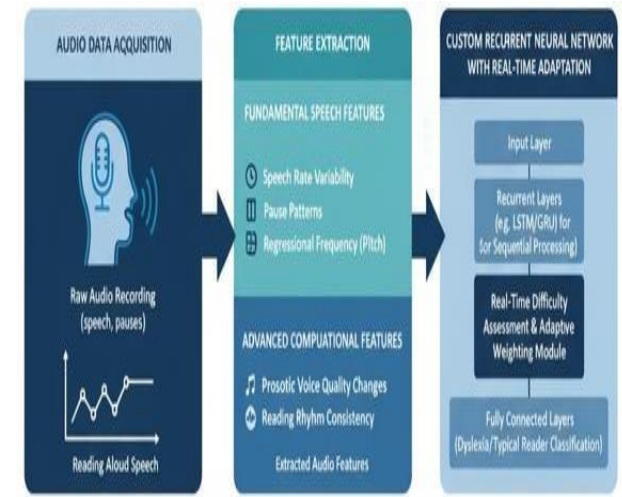 AUDIO DATA ACQUISITION
Raw Audio Recording
(speech, pauses)
Reading Aloud Speech
FEATURE EXTRACTION
FUNDAMENTAL SPEECH FEATURES
Speech Rate Variability
Pause Patterns
Regressional Frequency (Pitch)
ADVANCED COMPUATIONAL FEATURES
Prosotic Voice Quality Changes
Reading Rhyhm Consistency
Extracted Audio Features
CUSTOM RECURRENT NEURAL NETWORK
WITH REAL-TIME ADAPTATION
Input Layer
Recurrent Layers
(e.g. LSTM/GRU) for
for Sequential Processing)
Real-Time Difficulty
Assessment & Adaptive
Weighting Module
Fully Connected Layers
(Dyslexia/Typical Reader Classification)